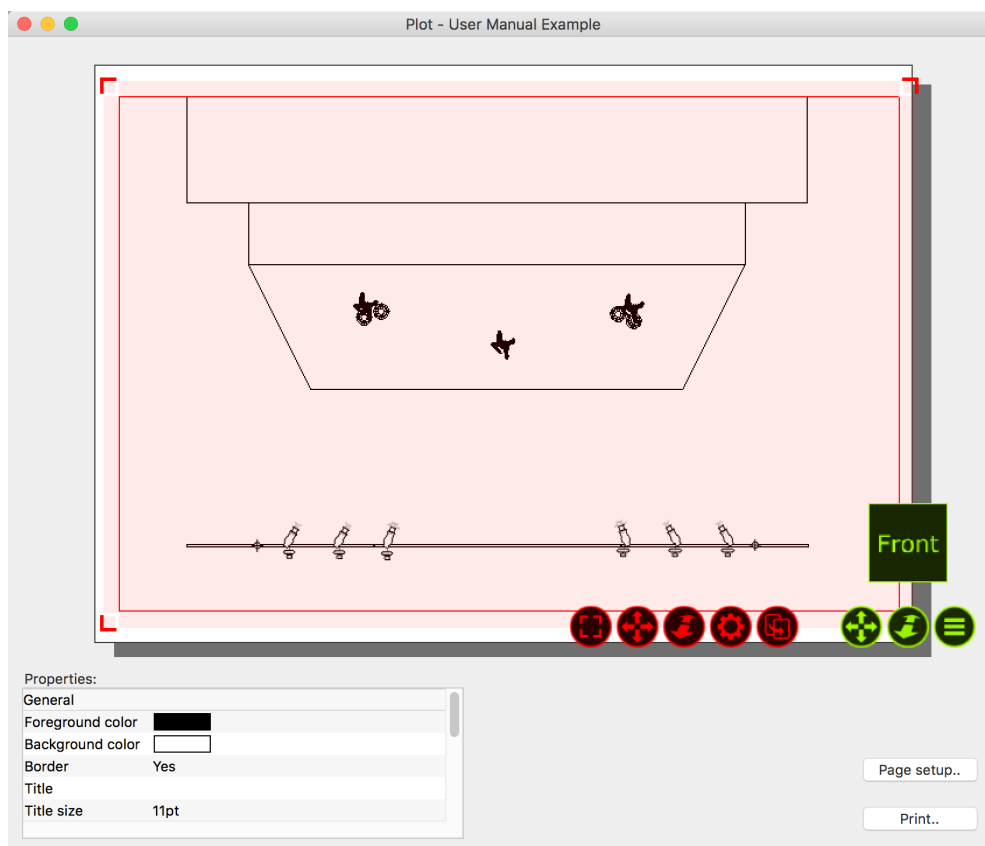 Plot - User Manual Example
Front
Properties:
General
Foreground color
Background color
Border Yes
Title
Title size 11pt
Page setup..
Print..